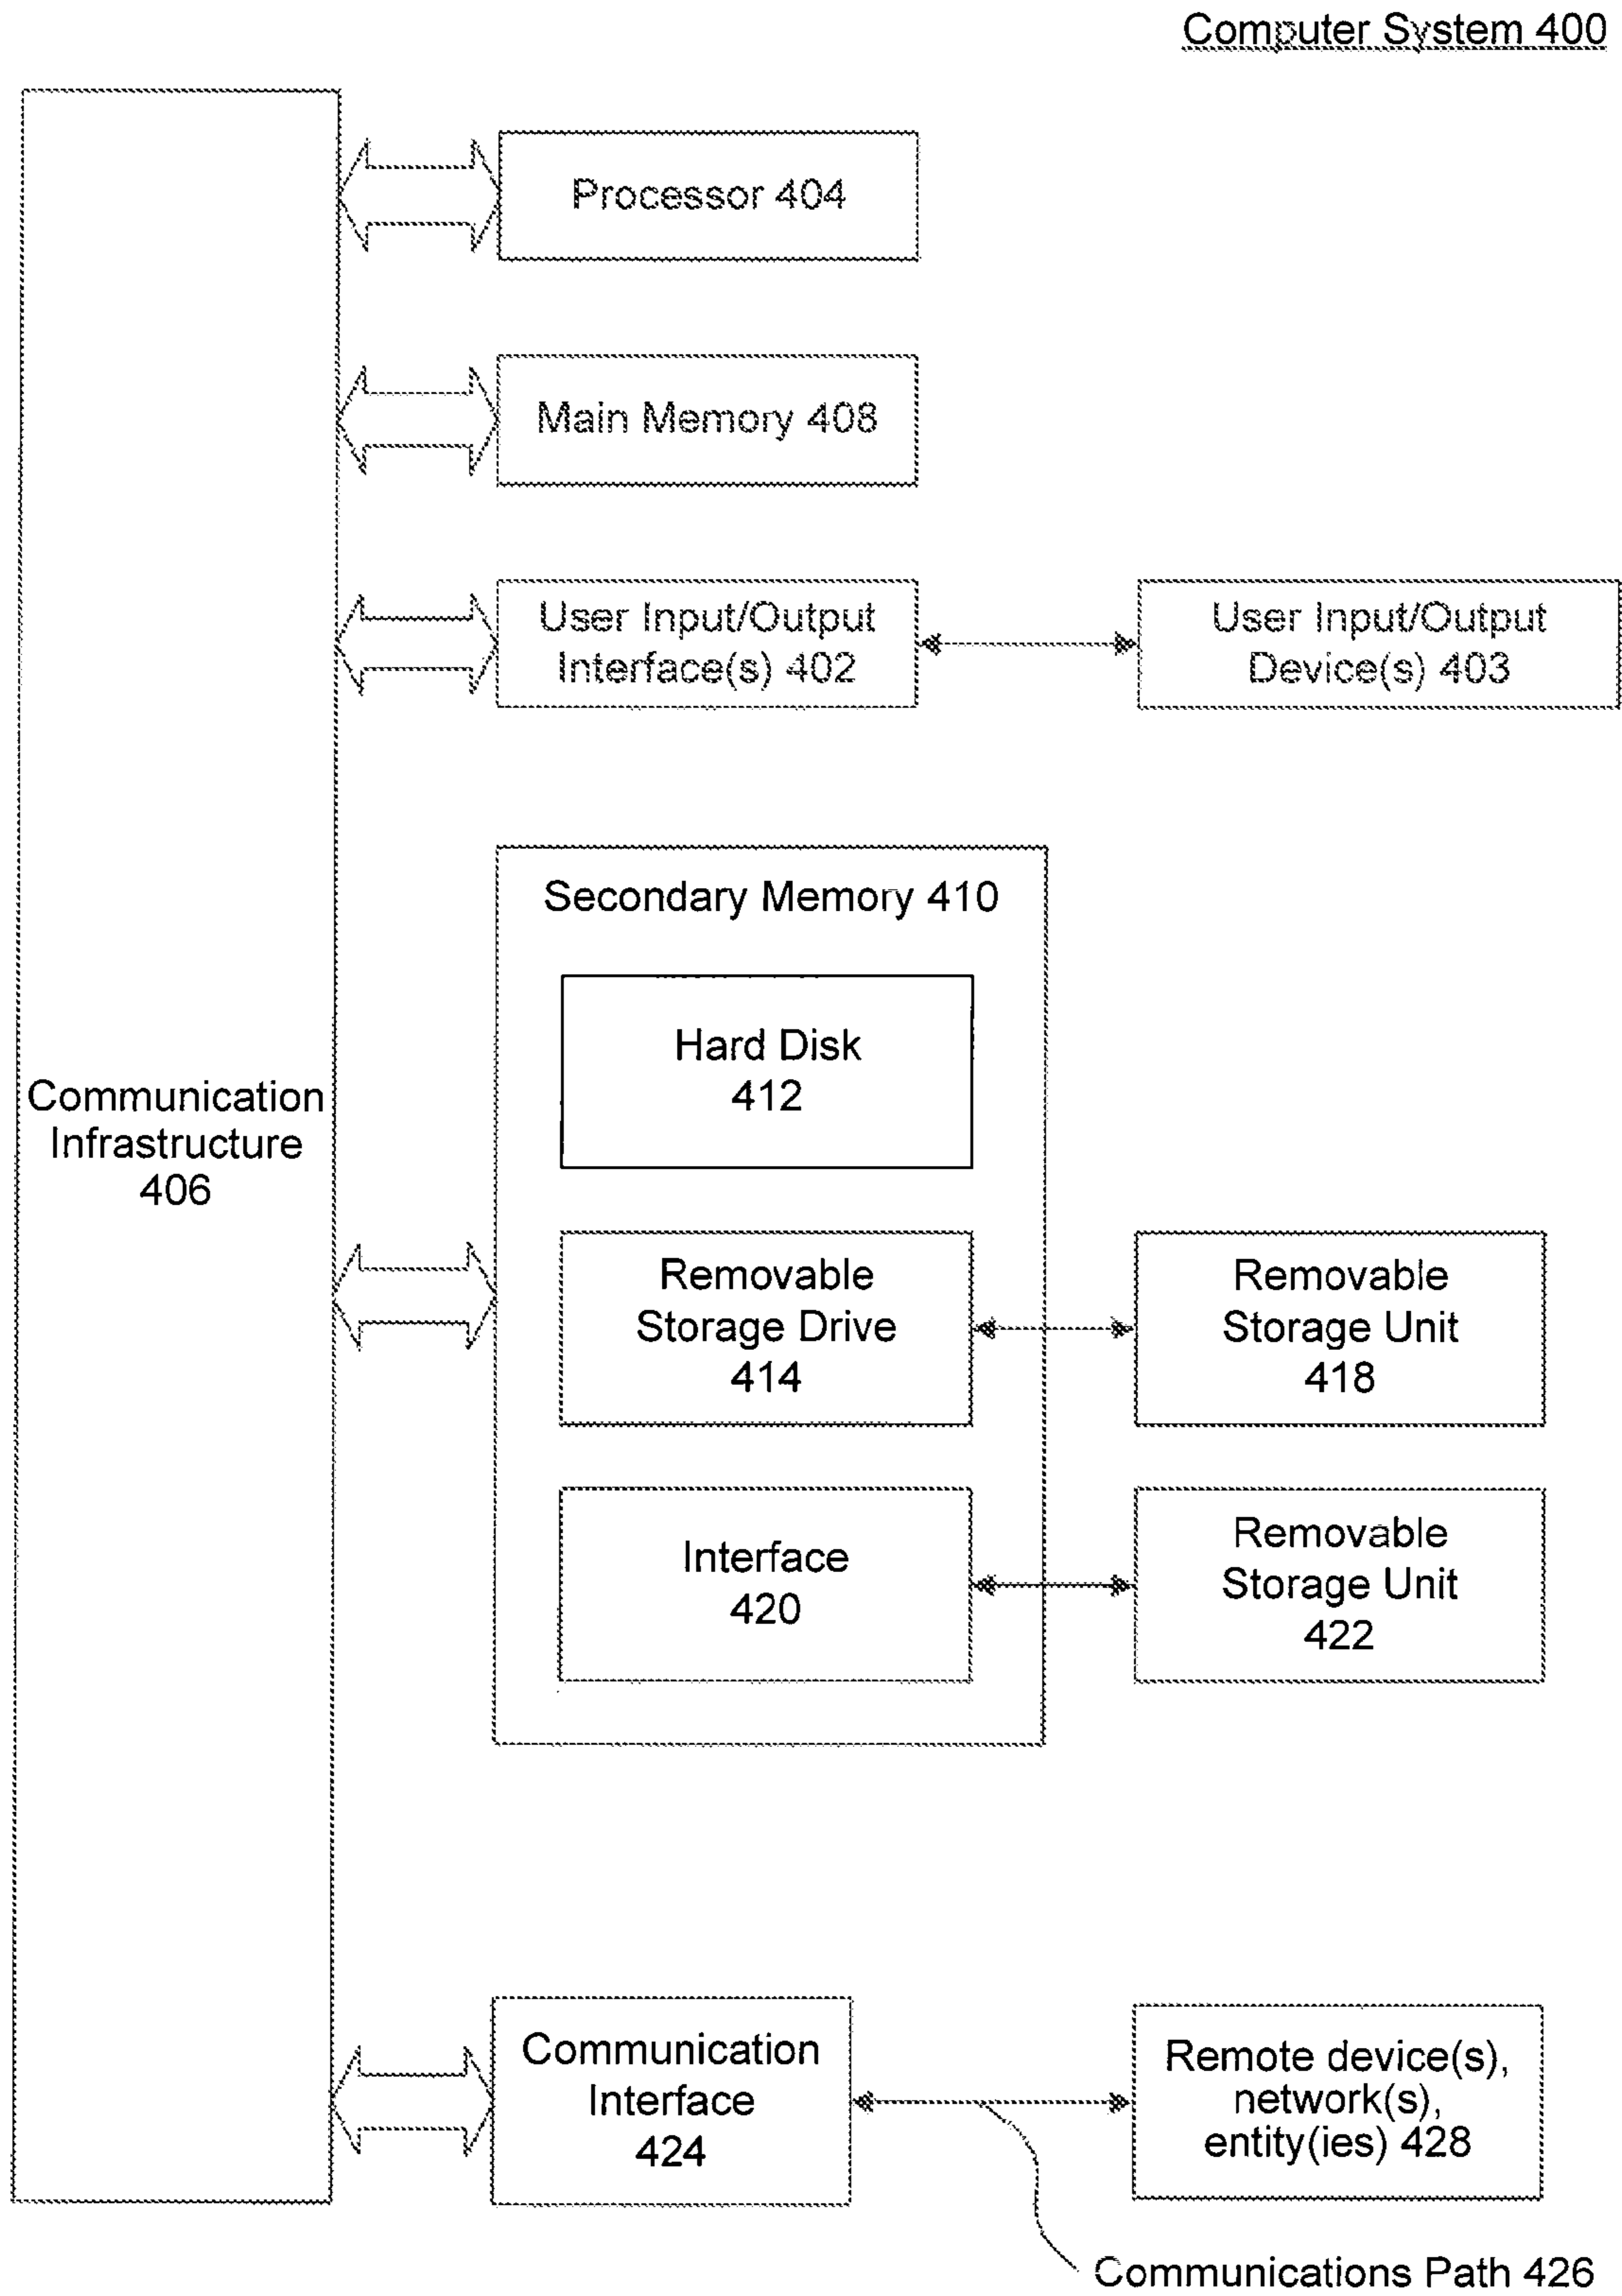 Computer System 400
Processor 404
Main Memory 408
User Input/Output
Interface(s) 402
User Input/Output
Device(s) 403
Secondary Memory 410
Hard Disk
412
Communication
Infrastructure
406
Removable
Storage Drive
414
Removable
Storage Unit
418
Interface
420
Removable
Storage Unit
422
Communication
Interface
424
Remote device(s),
network(s),
entity(ies) 428
Communications Path 426